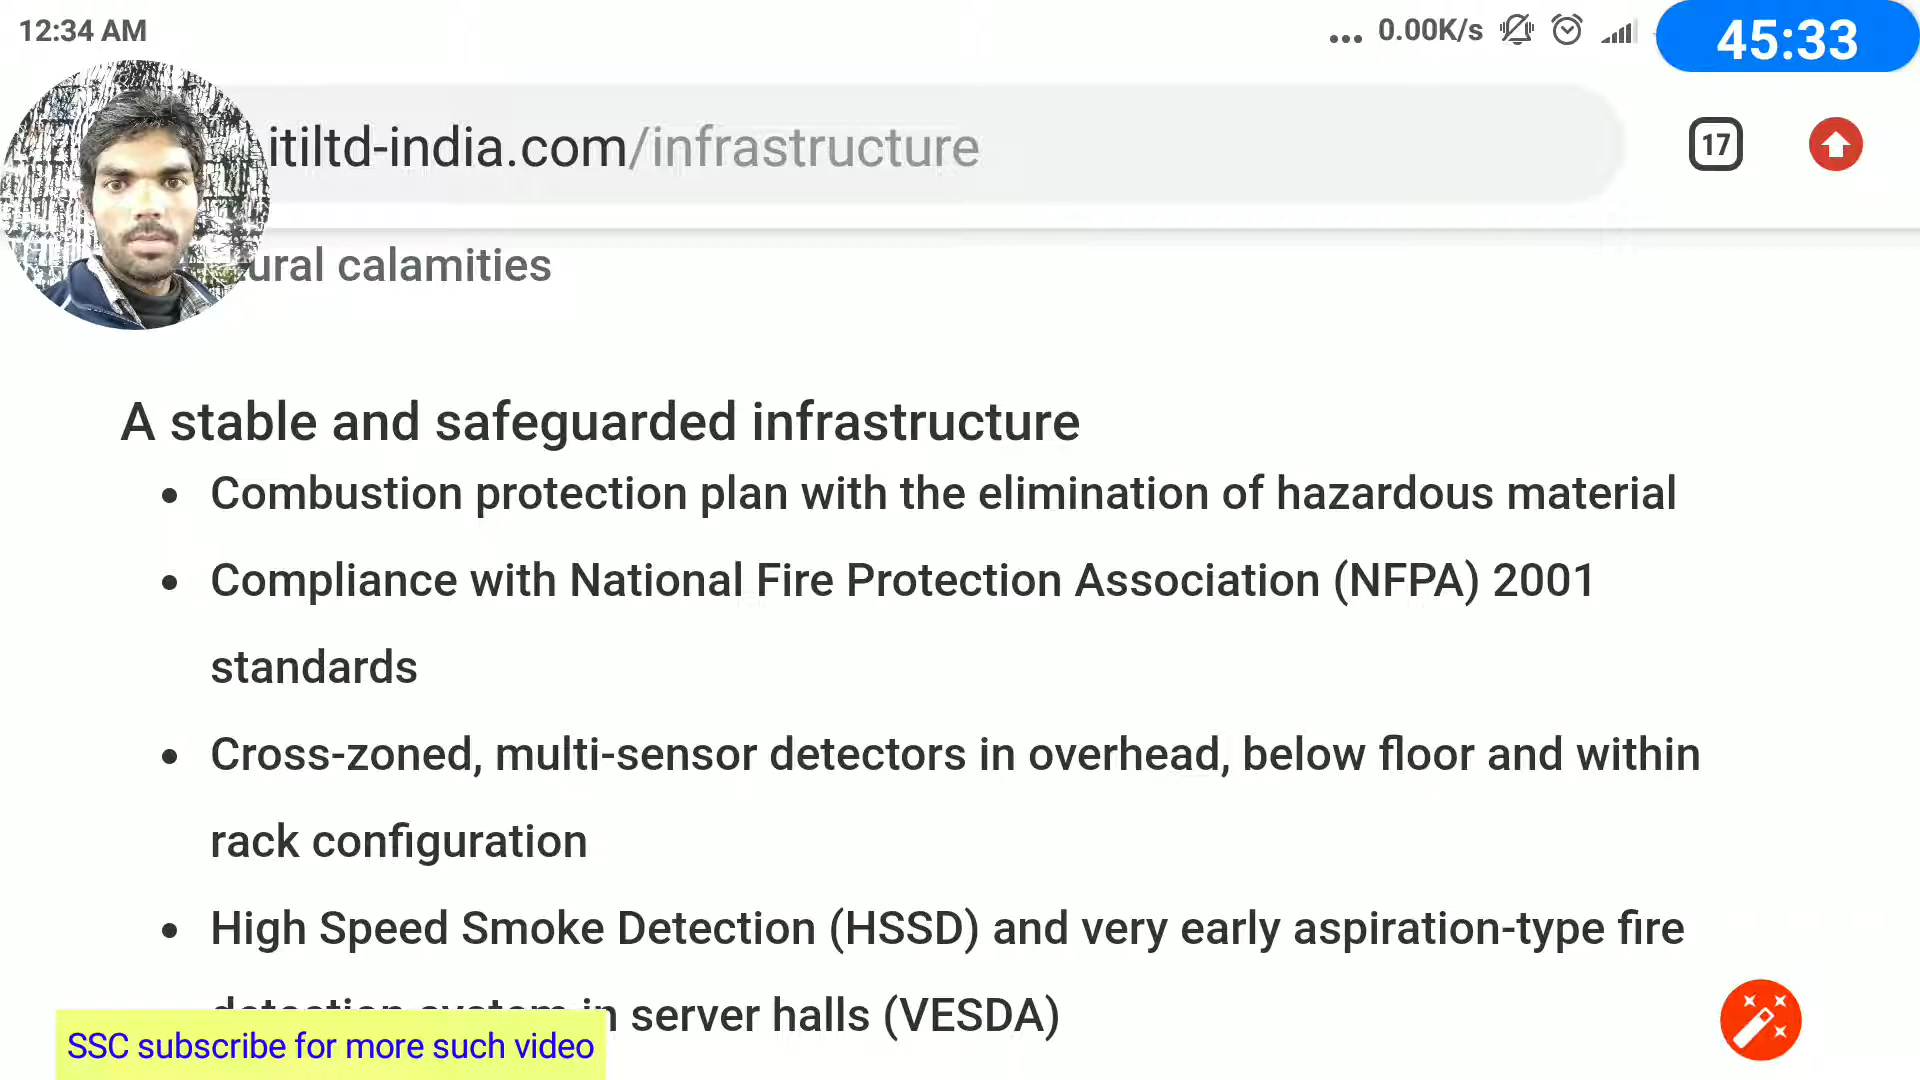 12:34 AM
... 0.00K/s
45:33
itiltd-india.com/infrastructure
17
calamities
A stable and safeguarded infrastructure
• Combustion protection plan with the elimination of hazardous material
• Compliance with National Fire Protection Association (NFPA) 2001
standards
• Cross-zoned, multi-sensor detectors in overhead, below floor and within
rack configuration
• High Speed Smoke Detection (HSSD) and very early aspiration-type fire
detection system in server halls (VESDA)
SSC subscribe for more such video